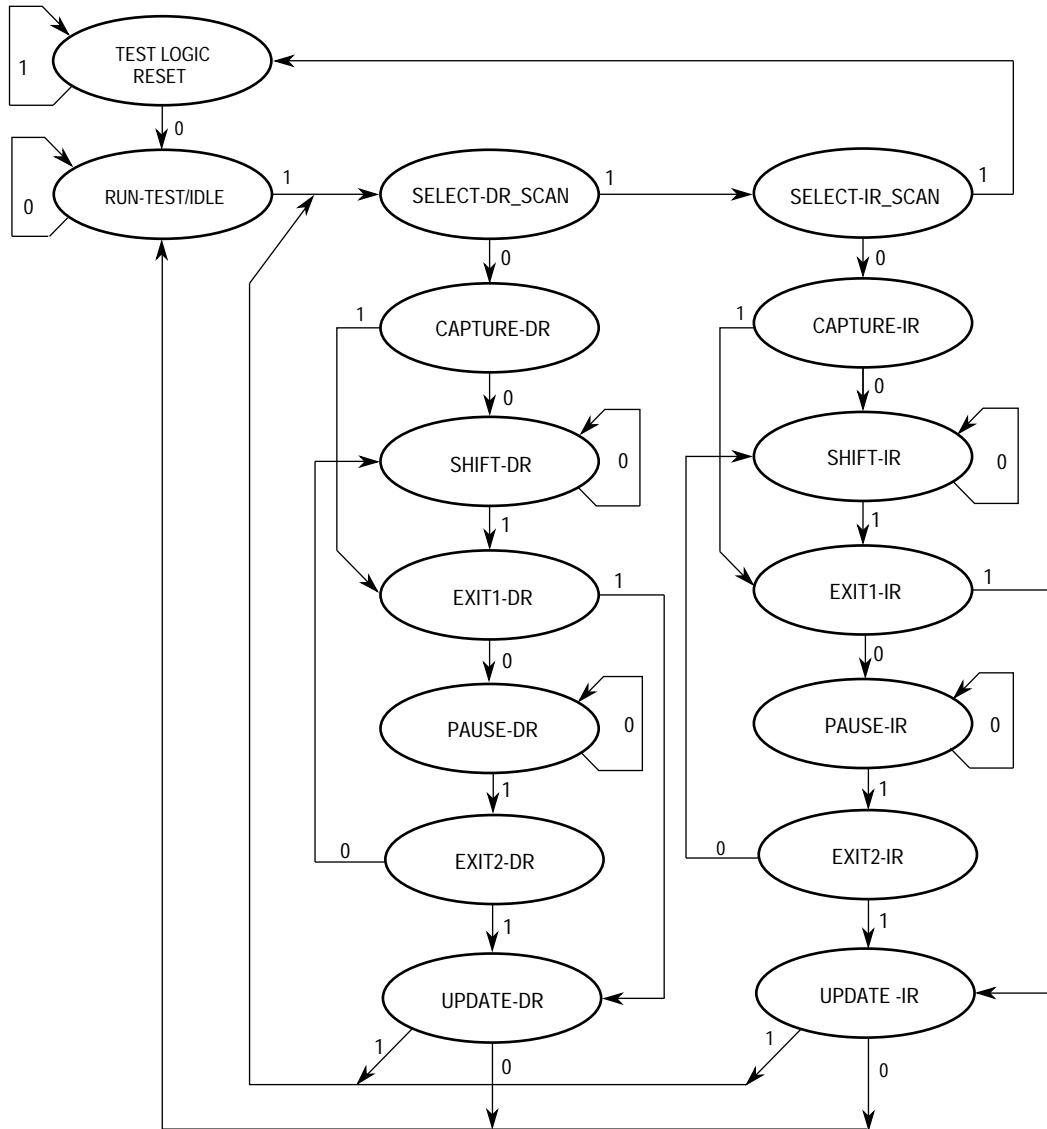 TEST LOGIC
RESET
1
0
RUN-TEST/IDLE
0
1
SELECT-DR_SCAN
1
SELECT-IR_SCAN
1
0
0
CAPTURE-DR
1
CAPTURE-IR
1
0
0
SHIFT-DR
0
SHIFT-IR
0
1
1
EXIT1-DR
1
EXIT1-IR
1
0
0
PAUSE-DR
0
PAUSE-IR
0
1
1
EXIT2-DR
0
EXIT2-IR
0
1
1
UPDATE-DR
UPDATE -IR
1
0
1
0